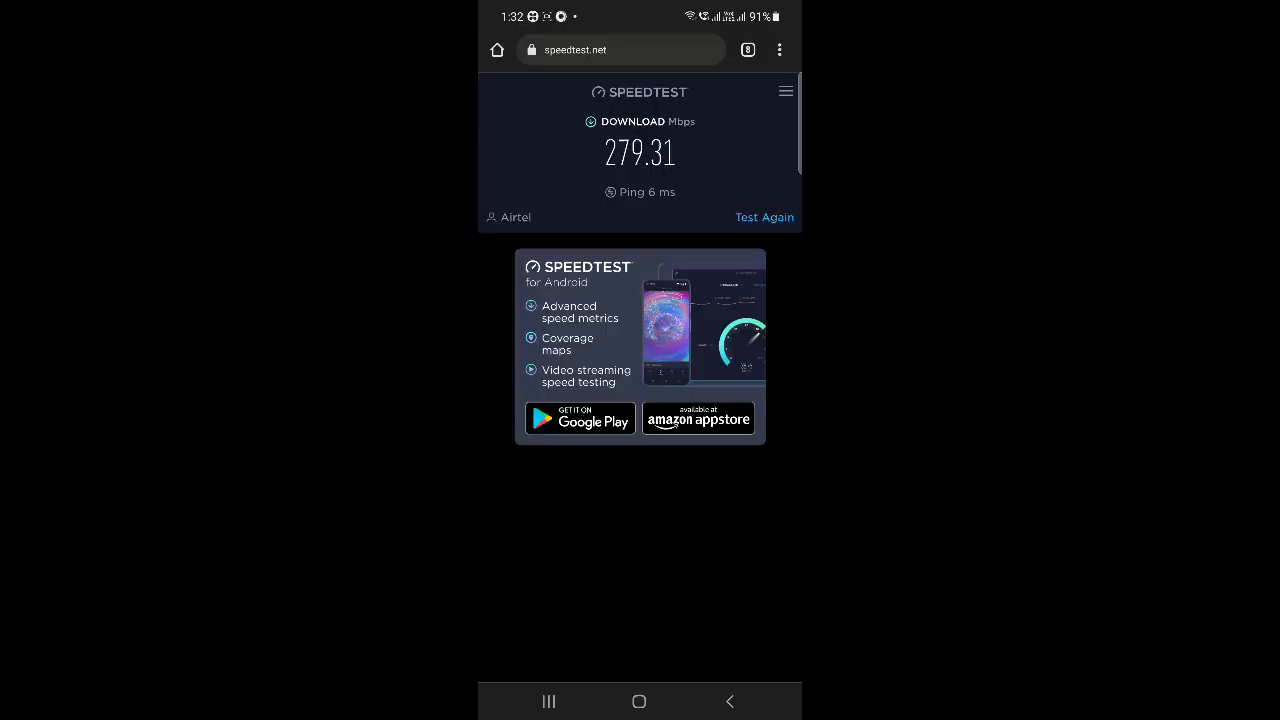 1:32 91%
speedtest.net 8
SPEEDTEST
DOWNLOAD Mbps
279.31
Ping 6 ms
Airtel Test Again
SPEEDTEST
for Android
Advanced
speed metrics
Coverage
maps
Video streaming
speed testing
GET IT ON
Google Play
available at
amazon appstore